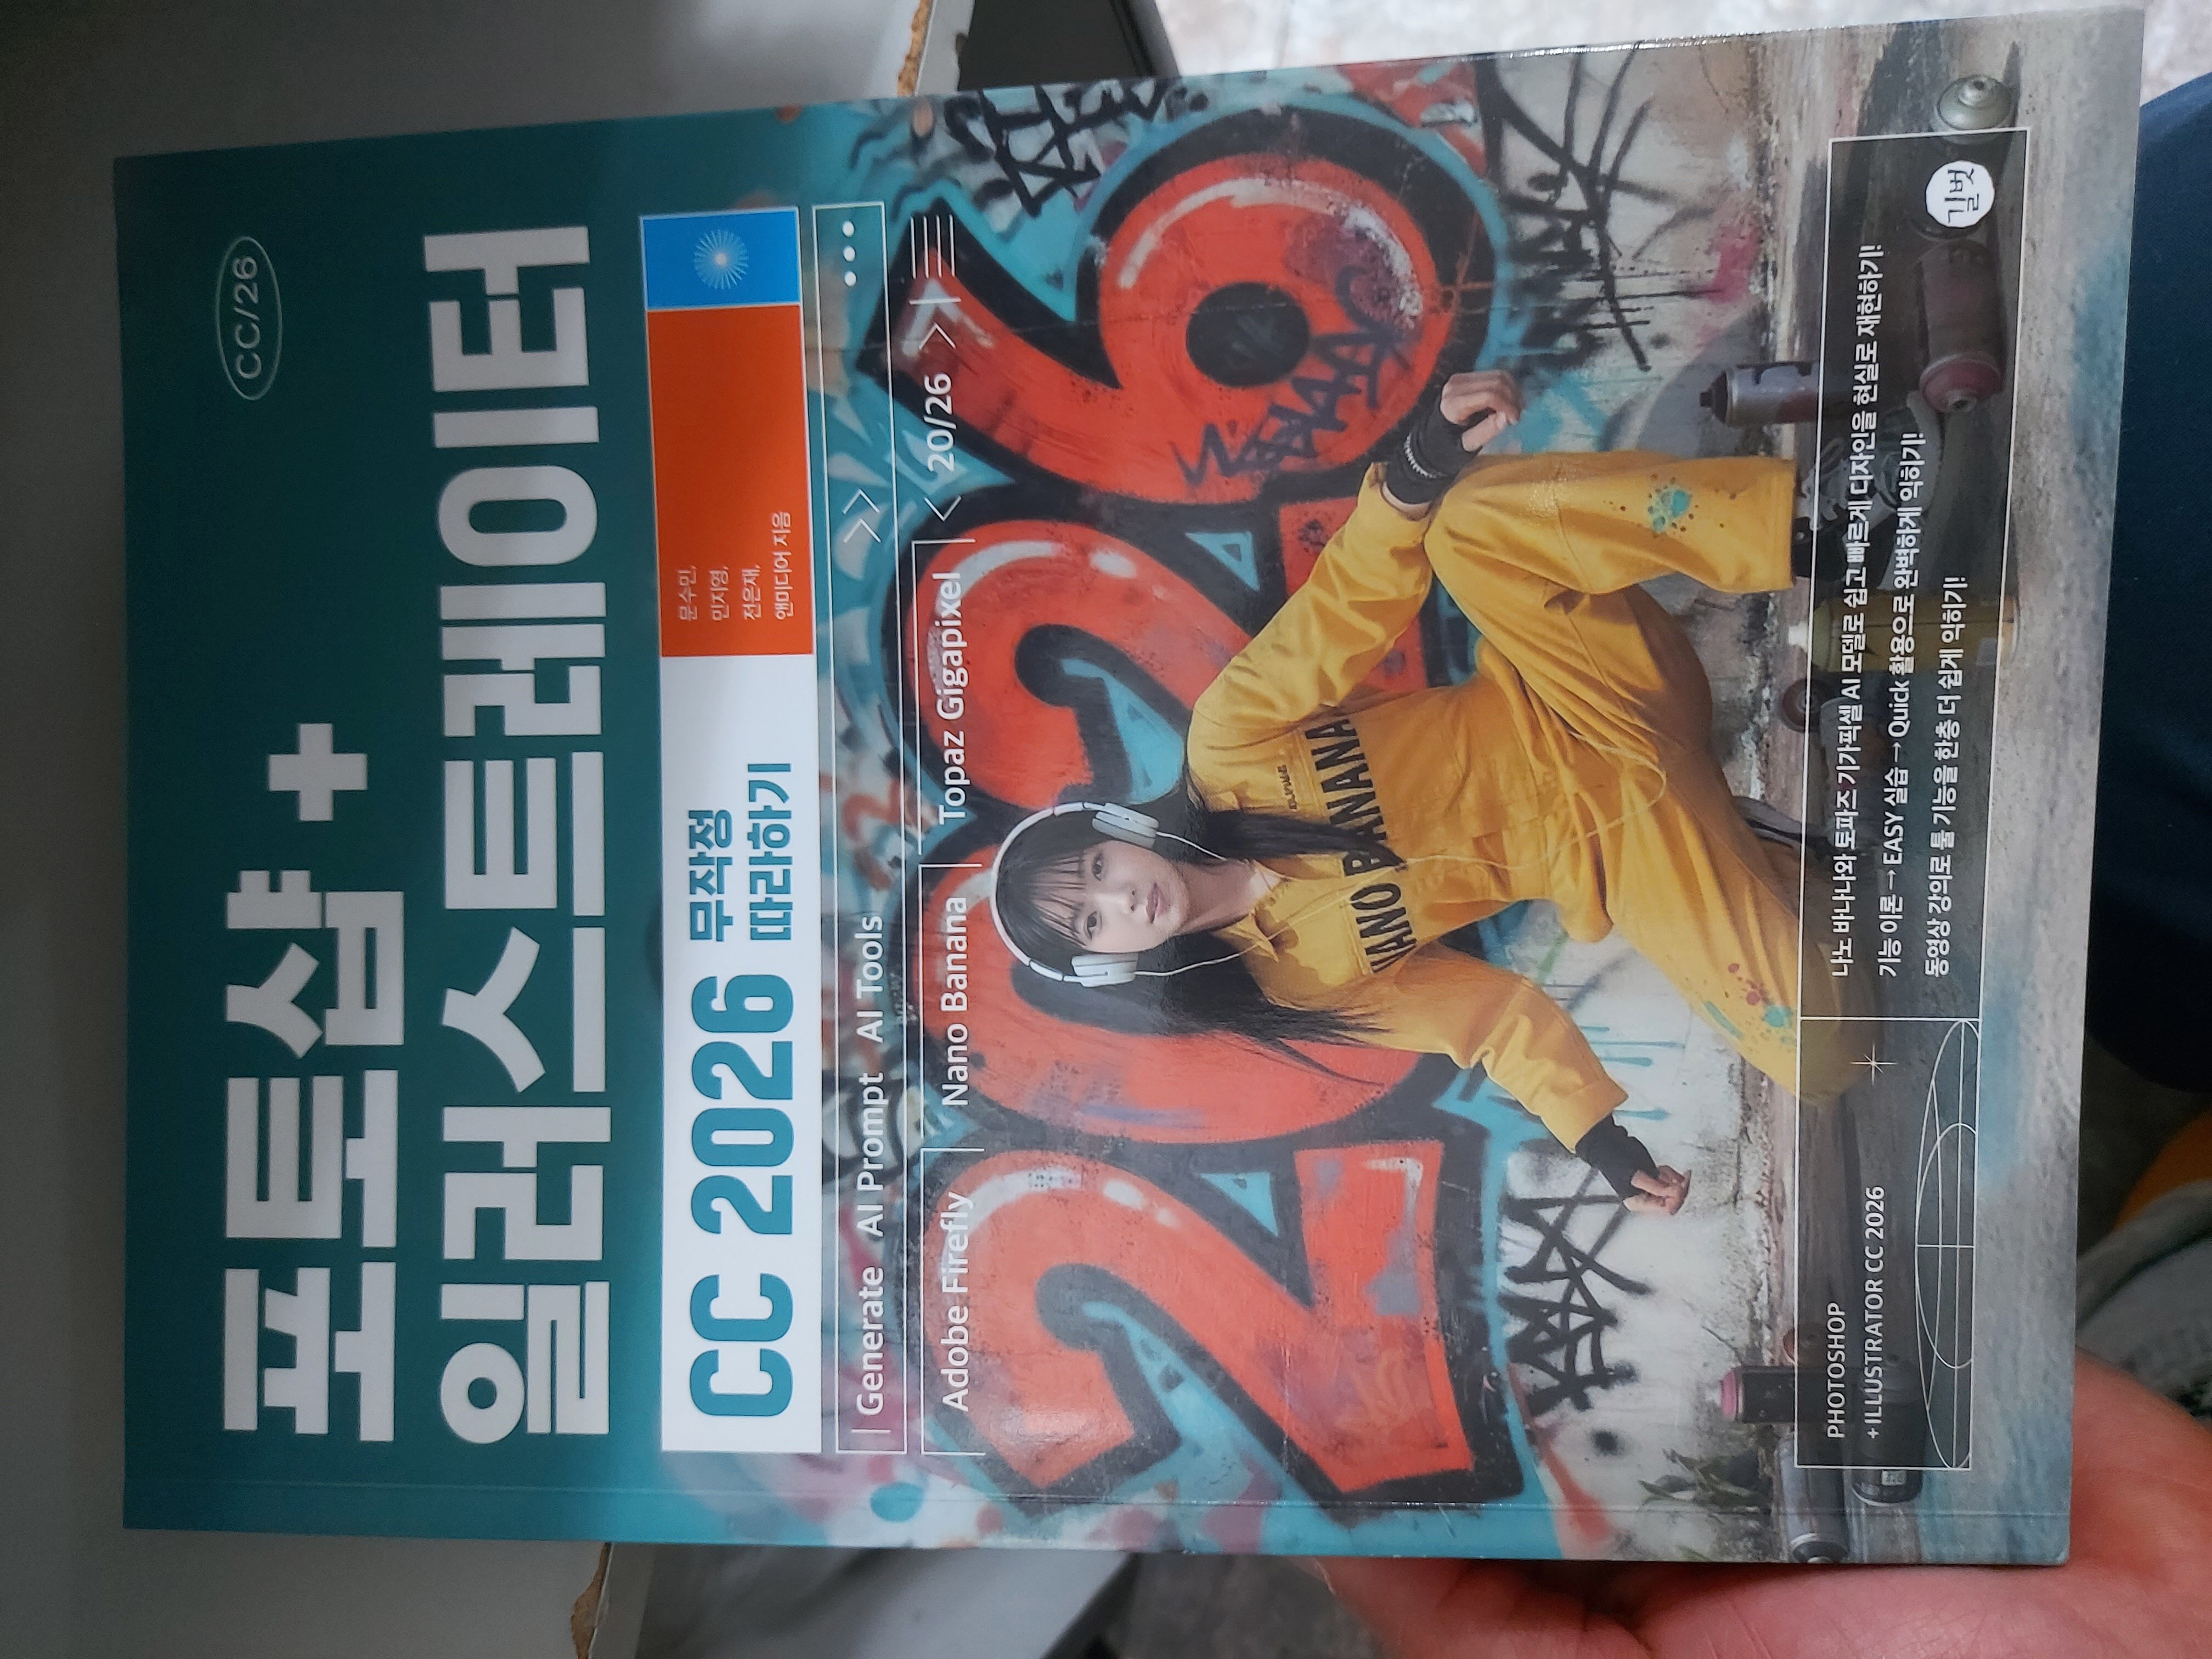 CC/26
포토샵 +
일러스트레이터
CC 2026 무작정
따라하기
문수민,
민지영,
전은재,
앤미디어 지음
Generate AI Prompt AI Tools >> •••
Adobe Firefly Nano Banana Topaz Gigapixel < 20/26 >
2026
NANO BANANA
PHOTOSHOP
+ ILLUSTRATOR CC 2026
나노 바나나와 토파즈 기가픽셀 AI 모델로 쉽고 빠르게 디자인을 현실로 재현하기!
기능 이론 → EASY 실습 → Quick 활용으로 완벽하게 익히기!
동영상 강의로 툴 기능을 한층 더 쉽게 익히기!
길벗